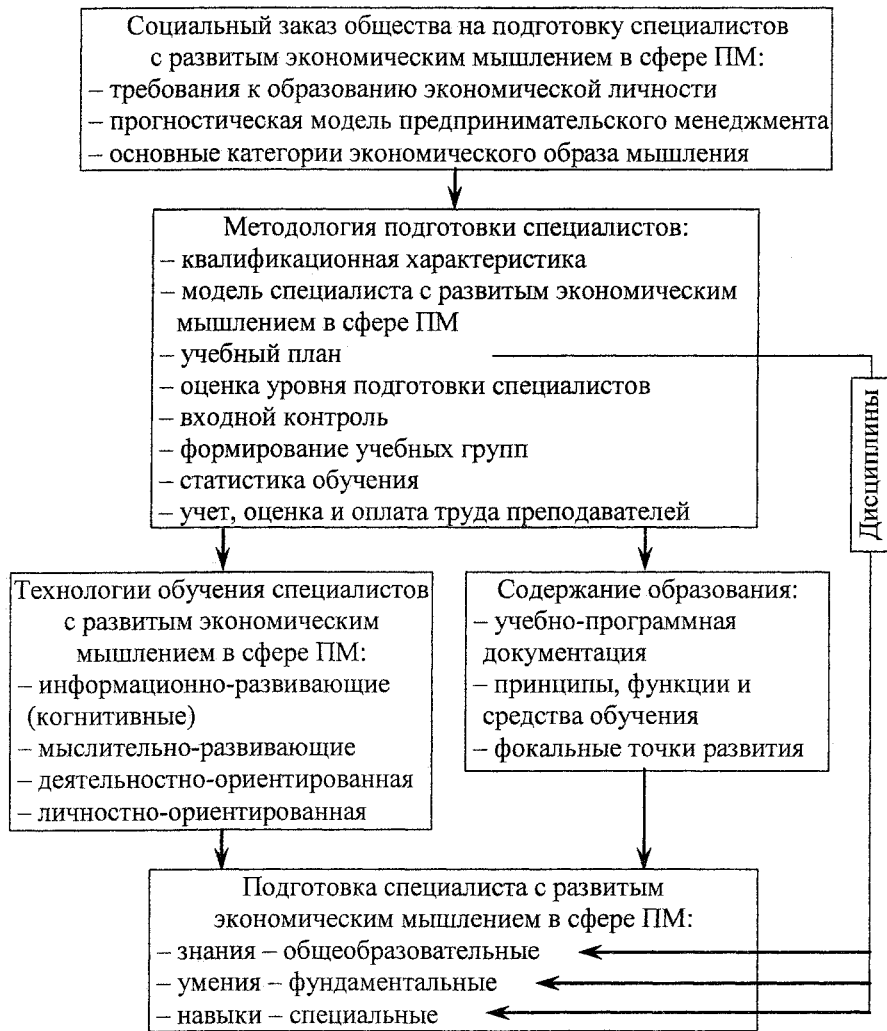 Социальный заказ общества на подготовку специалистов
с развитым экономическим мышлением в сфере ПМ:
– требования к образованию экономической личности
– прогностическая модель предпринимательского менеджмента
– основные категории экономического образа мышления
Методология подготовки специалистов:
– квалификационная характеристика
– модель специалиста с развитым экономическим
мышлением в сфере ПМ
– учебный план
– оценка уровня подготовки специалистов
– входной контроль
– формирование учебных групп
– статистика обучения
– учет, оценка и оплата труда преподавателей
Дисциплины
Технологии обучения специалистов
с развитым экономическим
мышлением в сфере ПМ:
– информационно-развивающие
(когнитивные)
– мыслительно-развивающие
– деятельностно-ориентированная
– личностно-ориентированная
Содержание образования:
– учебно-программная
документация
– принципы, функции и
средства обучения
– фокальные точки развития
Подготовка специалиста с развитым
экономическим мышлением в сфере ПМ:
– знания – общеобразовательные
– умения – фундаментальные
– навыки – специальные